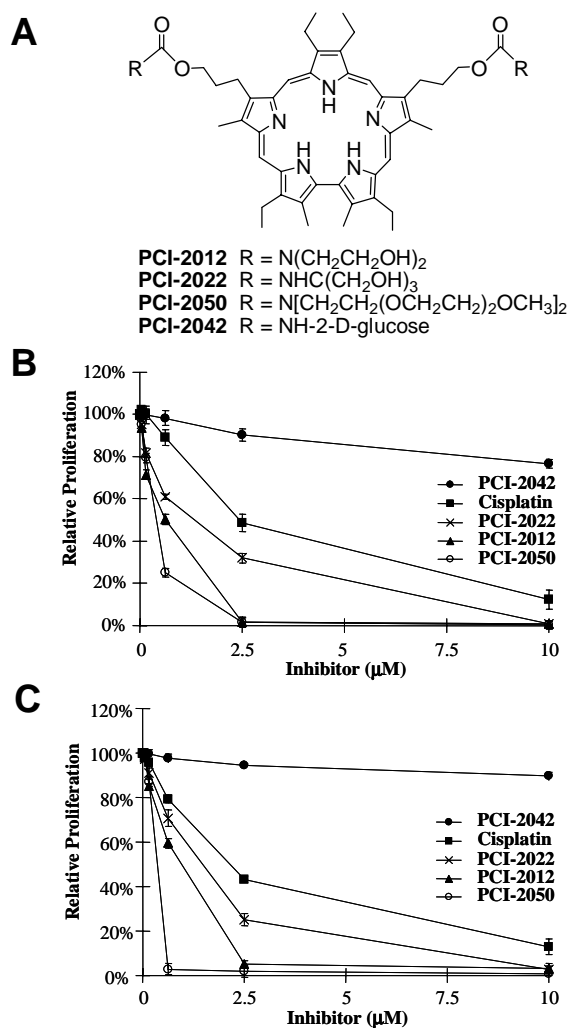 A
O
O
R
O
O
R
N
H
N
N
H
N
H
N
PCI-2012 R = N(CH₂CH₂OH)₂
PCI-2022 R = NHC(CH₂OH)₃
PCI-2050 R = N[CH₂CH₂(OCH₂CH₂)₂OCH₃]₂
PCI-2042 R = NH-2-D-glucose
B
120%
100%
80%
60%
40%
20%
0%
Relative Proliferation
PCI-2042
Cisplatin
PCI-2022
PCI-2012
PCI-2050
0 2.5 5 7.5 10
Inhibitor (μM)
C
120%
100%
80%
60%
40%
20%
0%
Relative Proliferation
PCI-2042
Cisplatin
PCI-2022
PCI-2012
PCI-2050
0 2.5 5 7.5 10
Inhibitor (μM)